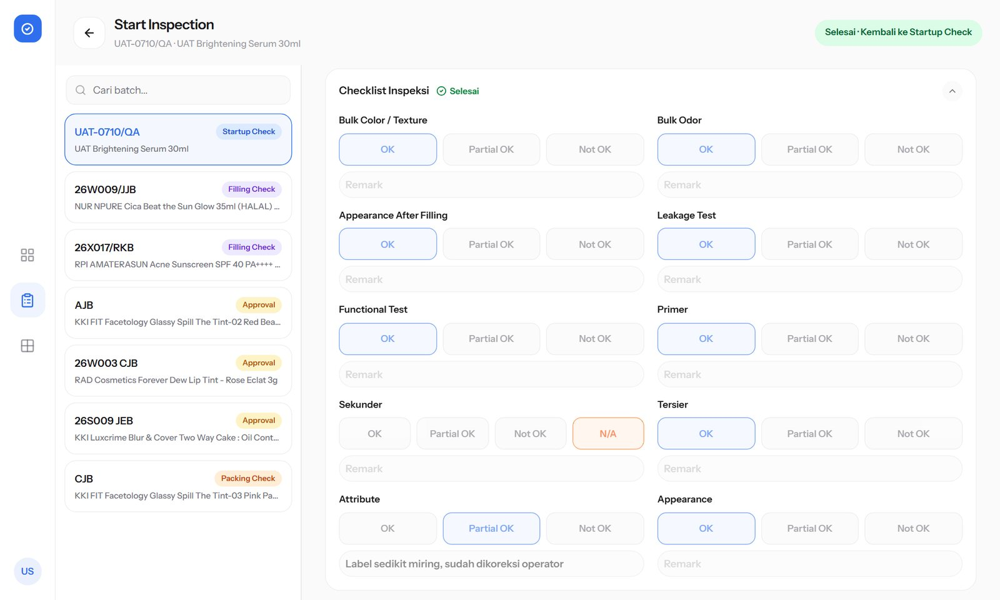 Start Inspection
UAT-0710/QA · UAT Brightening Serum 30ml
Selesai · Kembali ke Startup Check
Cari batch...
UAT-0710/QA
Startup Check
UAT Brightening Serum 30ml
26W009/JJB
Filling Check
NUR NPURE Cica Beat the Sun Glow 35ml (HALAL) ...
26X017/RKB
Filling Check
RPI AMATERASUN Acne Sunscreen SPF 40 PA++++ ...
AJB
Approval
KKI FIT Facetology Glassy Spill The Tint-02 Red Bea...
26W003 CJB
Approval
RAD Cosmetics Forever Dew Lip Tint - Rose Eclat 3g
26S009 JEB
Approval
KKI Luxcrime Blur & Cover Two Way Cake : Oil Cont...
CJB
Packing Check
KKI FIT Facetology Glassy Spill The Tint-03 Pink Pa...
US
Checklist Inspeksi
Selesai
Bulk Color / Texture
OK Partial OK Not OK
Remark
Bulk Odor
OK Partial OK Not OK
Remark
Appearance After Filling
OK Partial OK Not OK
Remark
Leakage Test
OK Partial OK Not OK
Remark
Functional Test
OK Partial OK Not OK
Remark
Primer
OK Partial OK Not OK
Remark
Sekunder
OK Partial OK Not OK N/A
Remark
Tersier
OK Partial OK Not OK
Remark
Attribute
OK Partial OK Not OK
Label sedikit miring, sudah dikoreksi operator
Appearance
OK Partial OK Not OK
Remark